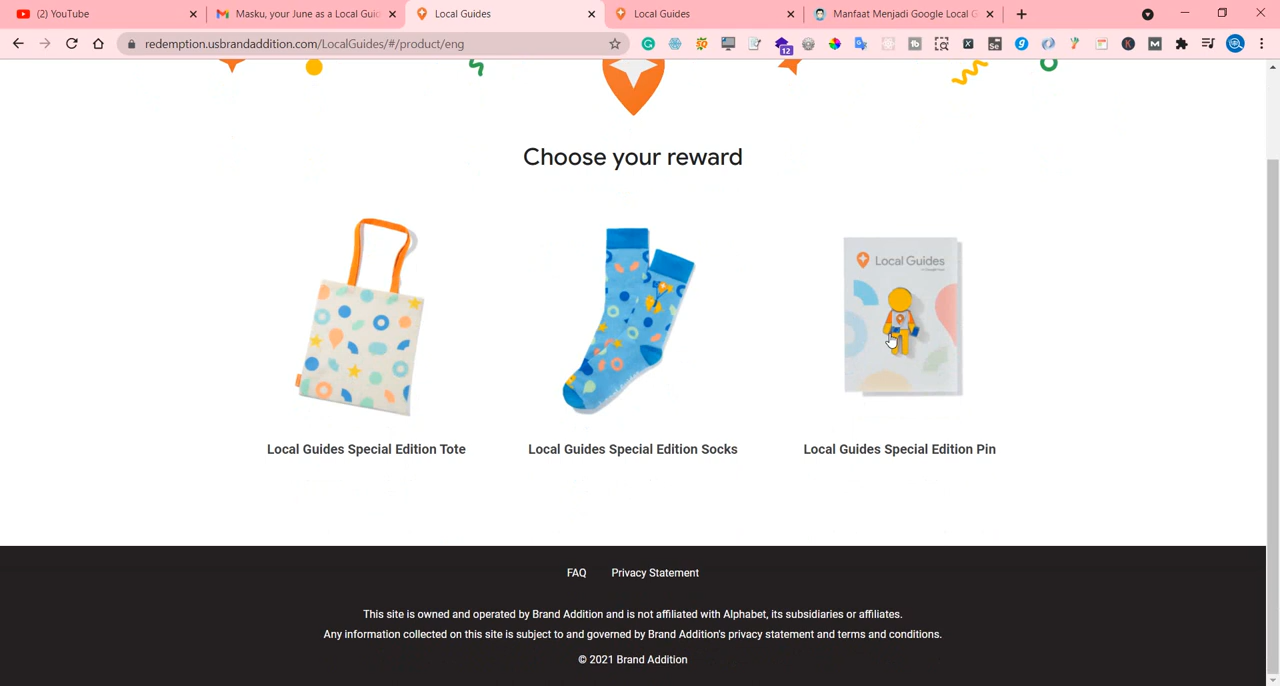 (2) YouTube
Masku, your June as a Local Guid
Local Guides
Local Guides
Manfaat Menjadi Google Local G
redemption.usbrandaddition.com/LocalGuides/#/product/eng
12
Choose your reward
Local Guides
Local Guides Special Edition Tote
Local Guides Special Edition Socks
Local Guides Special Edition Pin
FAQ
Privacy Statement
This site is owned and operated by Brand Addition and is not affiliated with Alphabet, its subsidiaries or affiliates.
Any information collected on this site is subject to and governed by Brand Addition's privacy statement and terms and conditions.
© 2021 Brand Addition